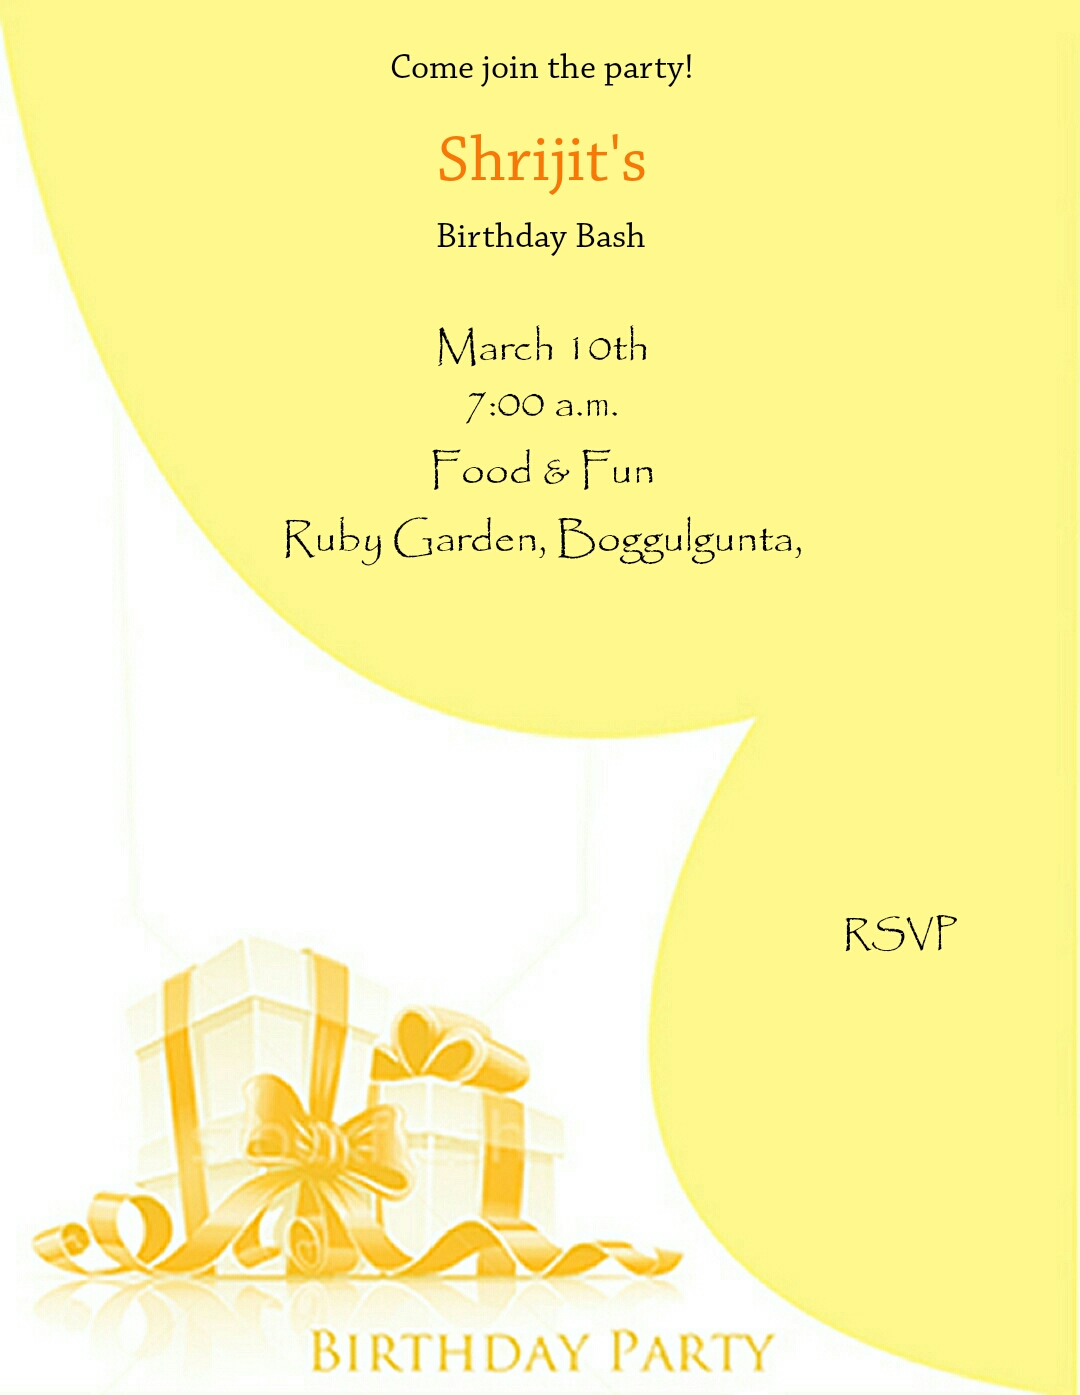 Come join the party!
Shrijit's
Birthday Bash
March 10th
7:00 a.m.
Food & Fun
Ruby Garden, Boggulgunta,
RSVP
BIRTHDAY PARTY